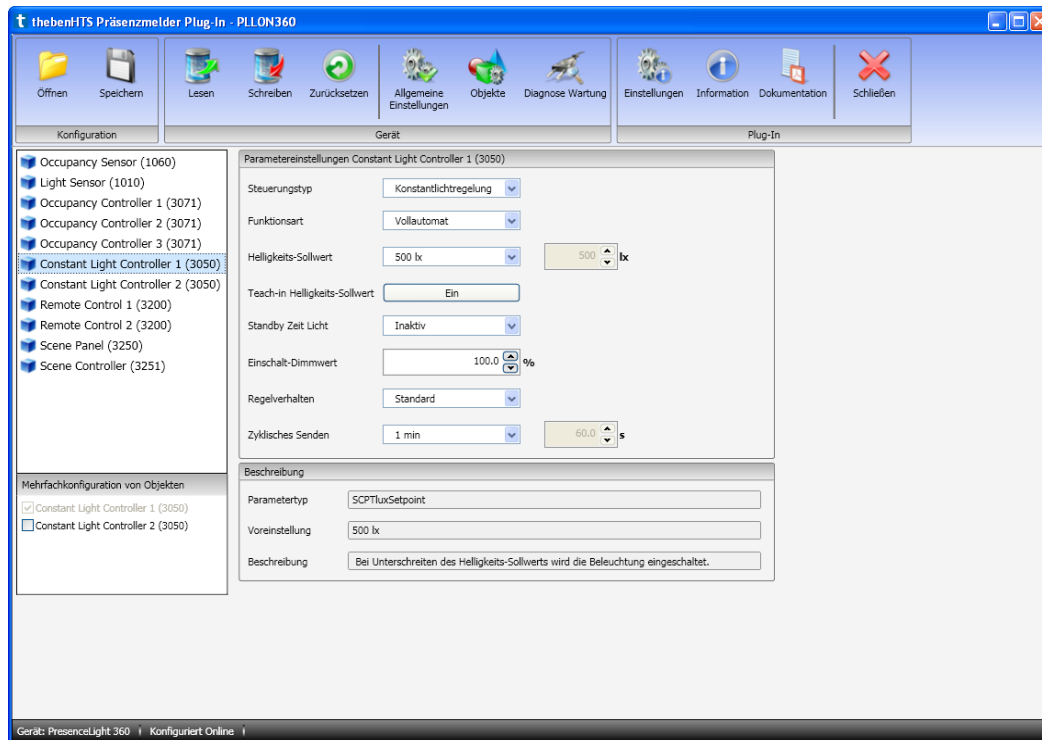 t thebenHTS Präsenzmelder Plug-In - PLLON360
Öffnen
Speichern
Lesen
Schreiben
Zurücksetzen
Allgemeine
Einstellungen
Objekte
Diagnose Wartung
Einstellungen
Information
Dokumentation
Schließen
Konfiguration
Gerät
Plug-In
Occupancy Sensor (1060)
Light Sensor (1010)
Occupancy Controller 1 (3071)
Occupancy Controller 2 (3071)
Occupancy Controller 3 (3071)
Constant Light Controller 1 (3050)
Constant Light Controller 2 (3050)
Remote Control 1 (3200)
Remote Control 2 (3200)
Scene Panel (3250)
Scene Controller (3251)
Mehrfachkonfiguration von Objekten
Constant Light Controller 1 (3050)
Constant Light Controller 2 (3050)
Parametereinstellungen Constant Light Controller 1 (3050)
Steuerungstyp Konstantlichtregelung
Funktionsart Vollautomat
Helligkeits-Sollwert 500 lx 500 lx
Teach-in Helligkeits-Sollwert Ein
Standby Zeit Licht Inaktiv
Einschalt-Dimmwert 100.0 %
Regelverhalten Standard
Zyklisches Senden 1 min 60.0 s
Beschreibung
Parametertyp SCPTluxSetpoint
Voreinstellung 500 lx
Beschreibung Bei Unterschreiten des Helligkeits-Sollwerts wird die Beleuchtung eingeschaltet.
Gerät: PresenceLight 360 Konfiguriert Online